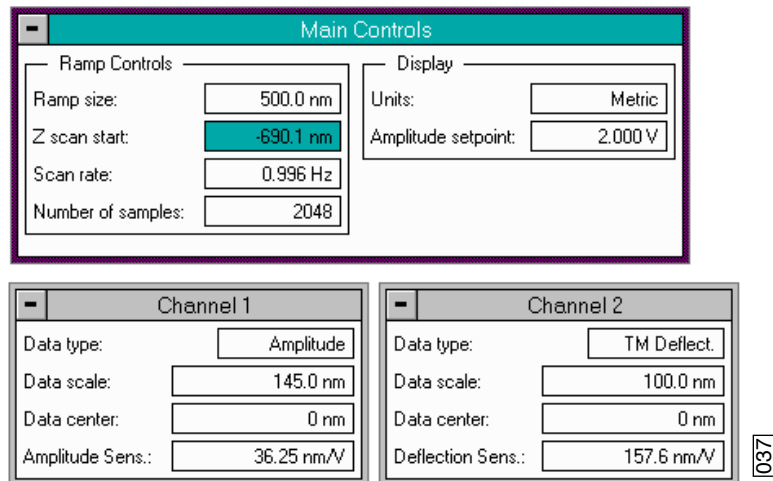 Main Controls
Ramp Controls
Ramp size: 500.0 nm
Z scan start: -690.1 nm
Scan rate: 0.996 Hz
Number of samples: 2048
Display
Units: Metric
Amplitude setpoint: 2.000 V
Channel 1
Data type: Amplitude
Data scale: 145.0 nm
Data center: 0 nm
Amplitude Sens.: 36.25 nm/V
Channel 2
Data type: TM Deflect.
Data scale: 100.0 nm
Data center: 0 nm
Deflection Sens.: 157.6 nm/V
037